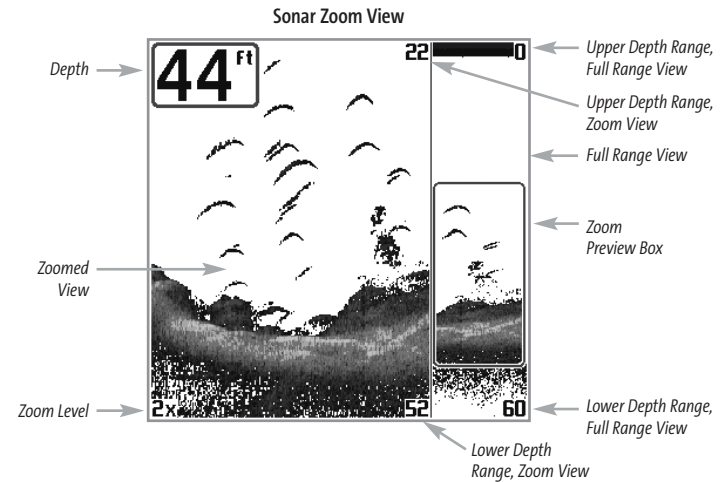 Sonar Zoom View
Depth
44 Ft
22
0
Upper Depth Range,
Full Range View
Upper Depth Range,
Zoom View
Full Range View
Zoom
Preview Box
Zoomed
View
Zoom Level
2x
52
60
Lower Depth Range,
Full Range View
Lower Depth
Range, Zoom View